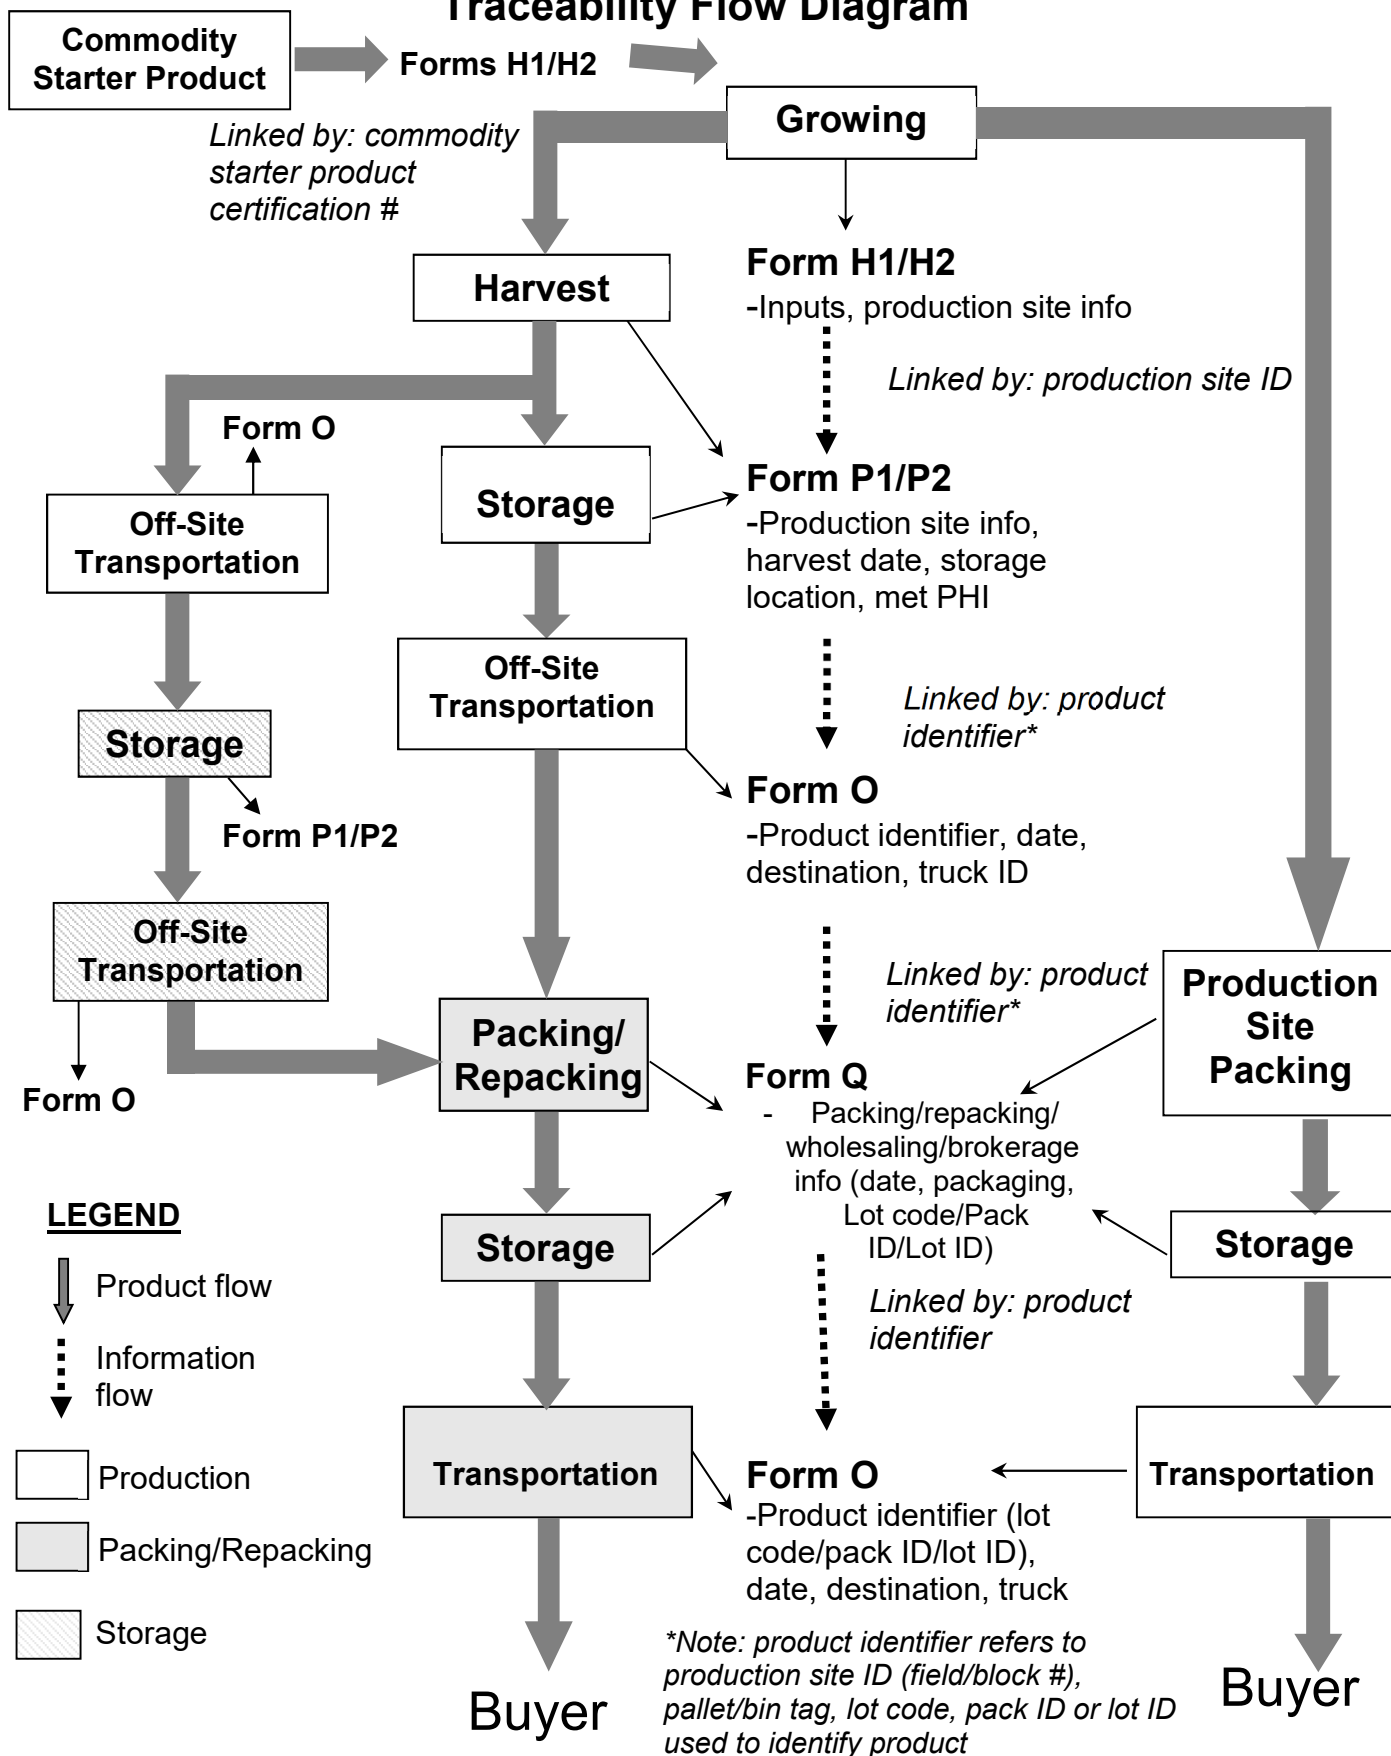 Traceability Flow Diagram
Commodity
Starter Product
Forms H1/H2
Linked by: commodity
starter product
certification #
Growing
Form H1/H2
-Inputs, production site info
Linked by: production site ID
Harvest
Form O
Off-Site
Transportation
Storage
Form P1/P2
-Production site info,
harvest date, storage
location, met PHI
Off-Site
Transportation
Linked by: product
identifier*
Storage
Form P1/P2
Form O
-Product identifier, date,
destination, truck ID
Off-Site
Transportation
Form O
Linked by: product
identifier*
Production
Site
Packing
Packing/
Repacking
Form Q
- Packing/repacking/
wholesaling/brokerage
info (date, packaging,
Lot code/Pack
ID/Lot ID)
Storage
Storage
Linked by: product
identifier
LEGEND
Product flow
Information
flow
Production
Packing/Repacking
Storage
Transportation
Form O
-Product identifier (lot
code/pack ID/lot ID),
date, destination, truck
Transportation
*Note: product identifier refers to
production site ID (field/block #),
pallet/bin tag, lot code, pack ID or lot ID
used to identify product
Buyer
Buyer